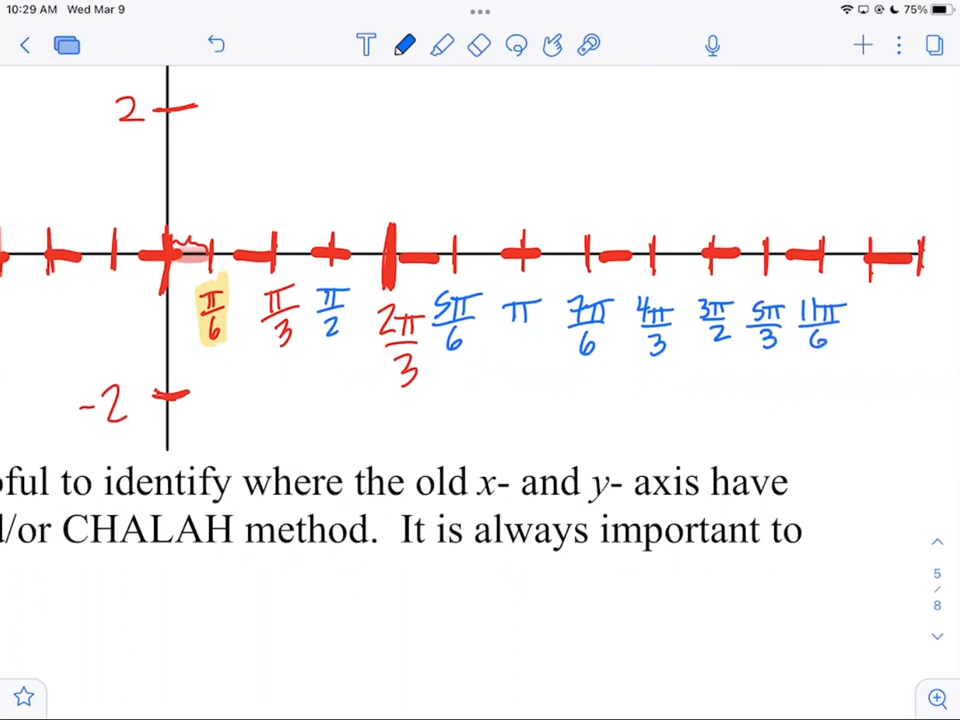 10:29 AM Wed Mar 9
75%
T
2
π/6 π/3 π/2 2π/3 5π/6 π 7π/6 4π/3 3π/2 5π/3 11π/6
-2
oful to identify where the old x- and y- axis have
d/or CHALAH method. It is always important to
5
/
8